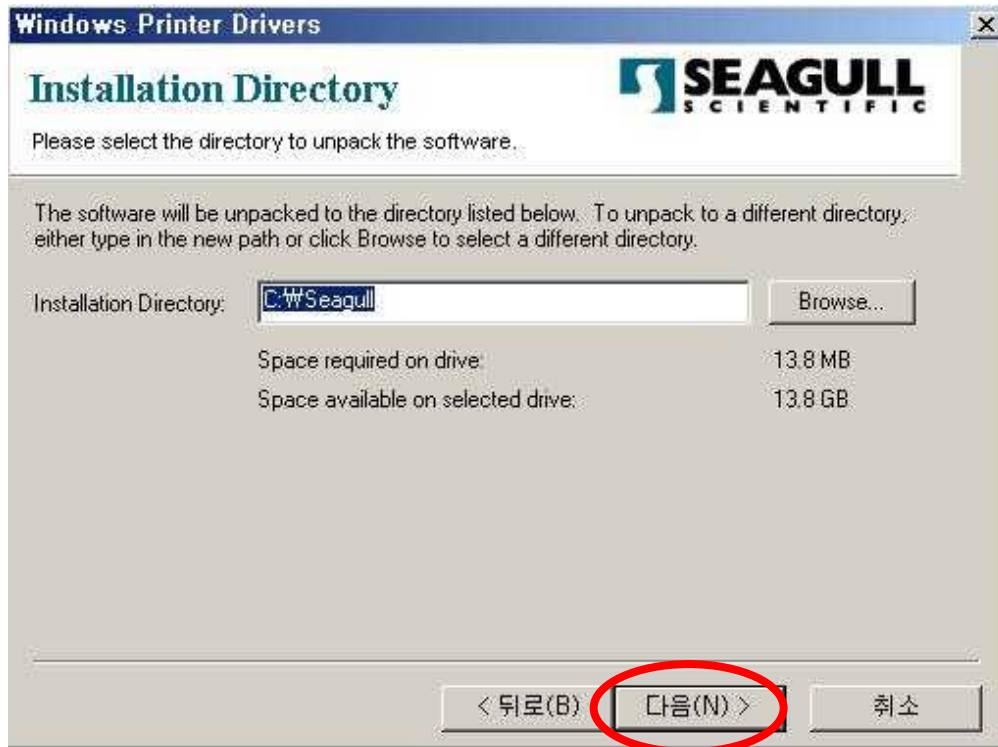 Windows Printer Drivers
Installation Directory
SEAGULL
SCIENTIFIC
Please select the directory to unpack the software.
The software will be unpacked to the directory listed below. To unpack to a different directory,
either type in the new path or click Browse to select a different directory.
Installation Directory: C:₩Seagull Browse...
Space required on drive: 13.8 MB
Space available on selected drive: 13.8 GB
< 뒤로(B) 다음(N) > 취소